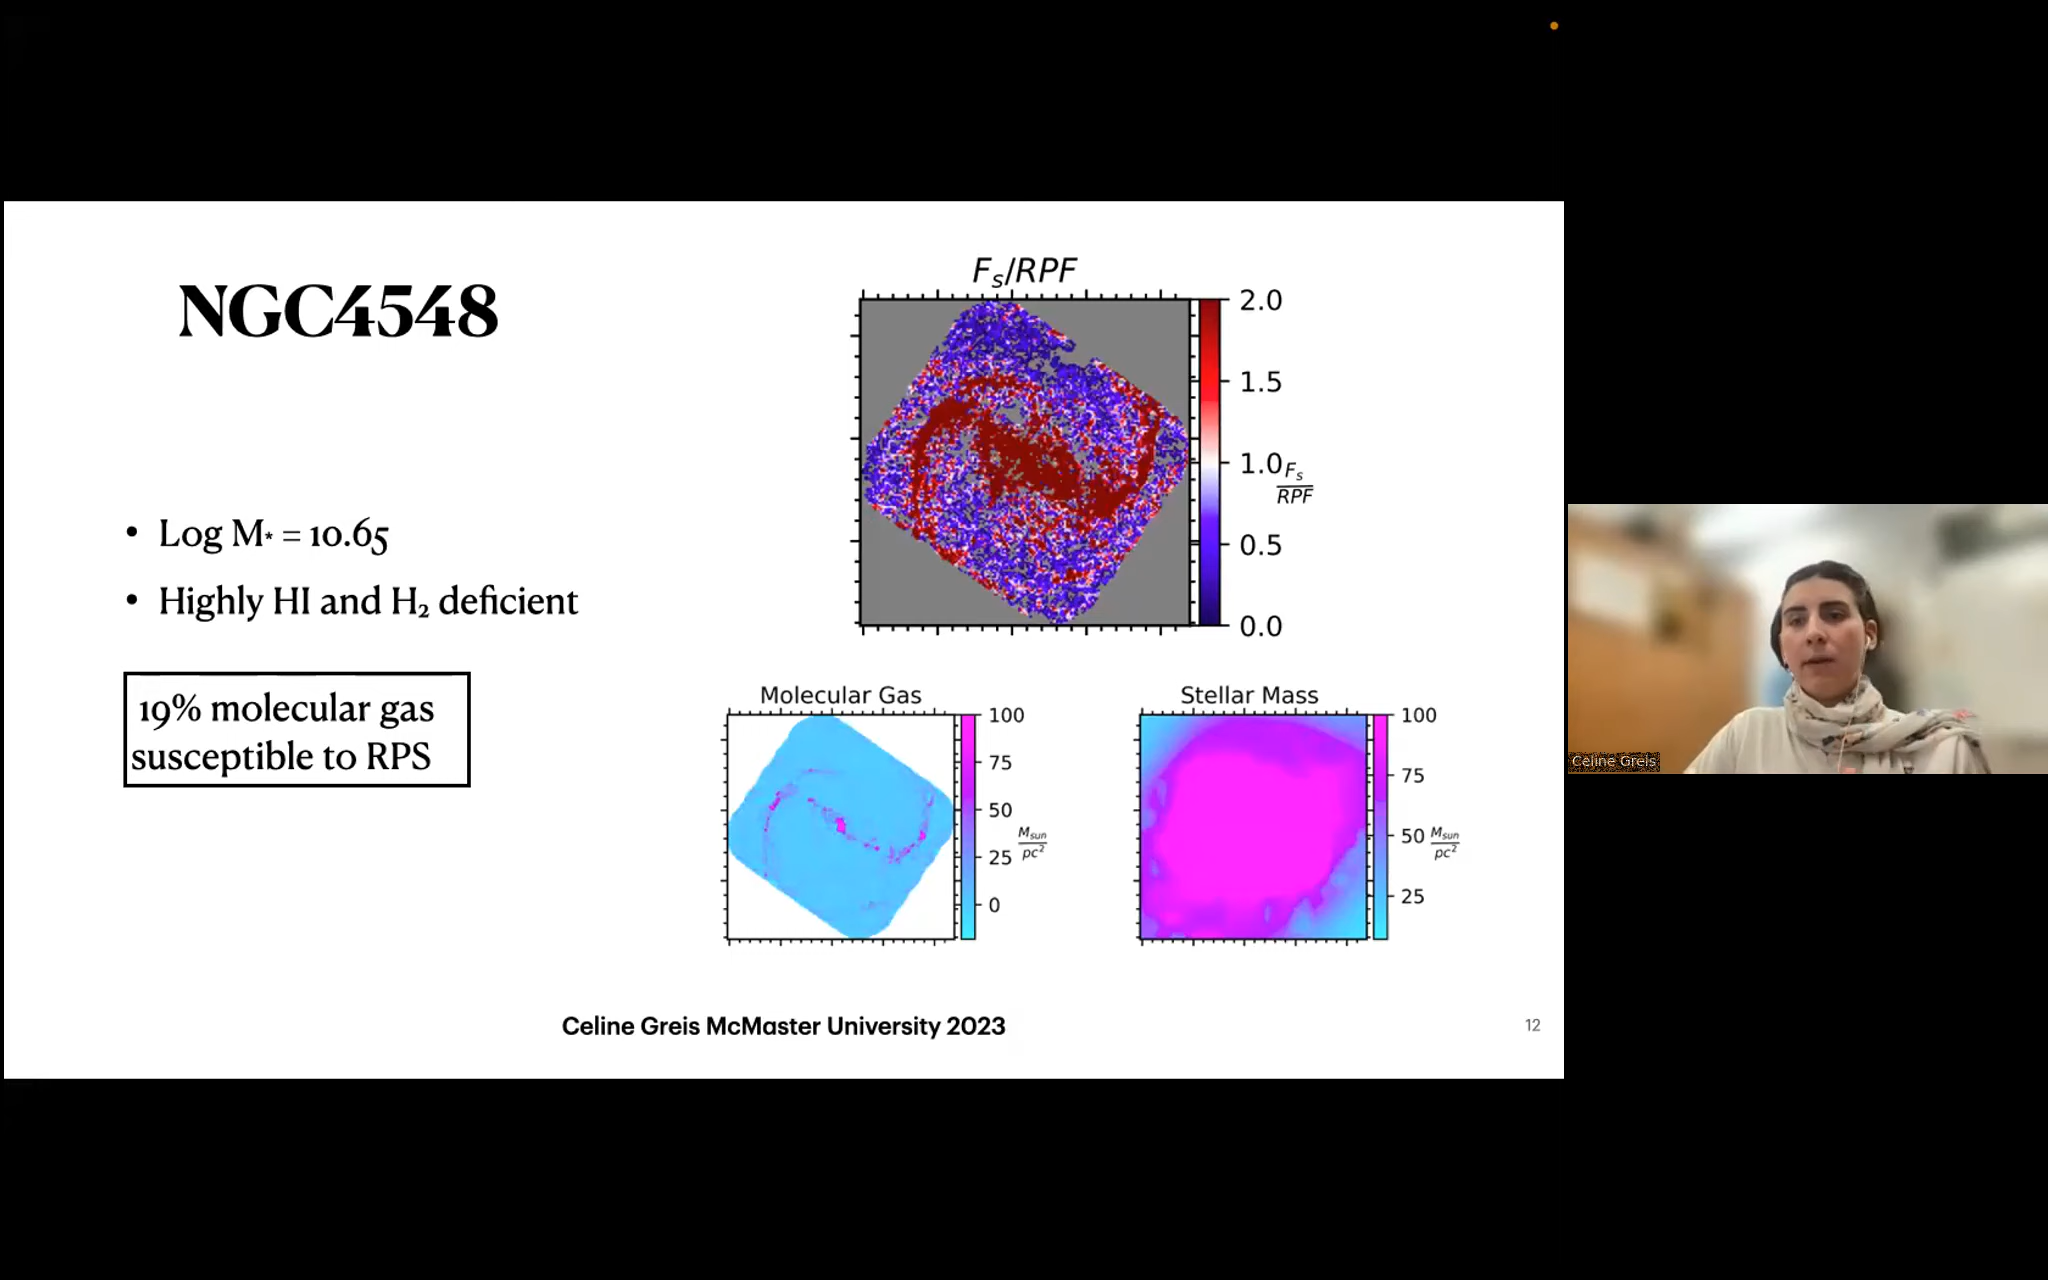 NGC4548
• Log M* = 10.65
• Highly HI and H₂ deficient
19% molecular gas
susceptible to RPS
Fs/RPF
2.0
1.5
1.0
0.5
0.0
Fs
RPF
Molecular Gas
100
75
50
25
0
Msun
pc²
Stellar Mass
100
75
50
25
Msun
pc²
Celine Greis McMaster University 2023
12
Celine Greis